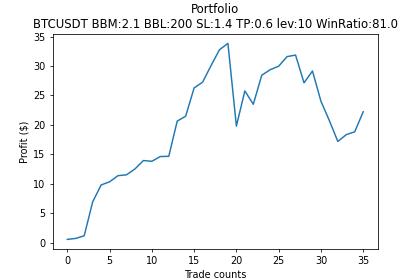 Portfolio
BTCUSDT BBM:2.1 BBL:200 SL:1.4 TP:0.6 lev:10 WinRatio:81.0
35
30
25
20
15
10
5
0
Profit ($)
0 5 10 15 20 25 30 35
Trade counts